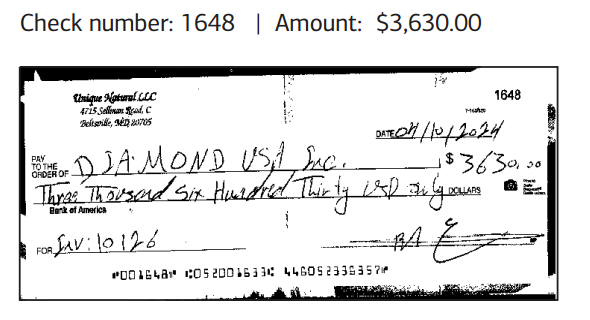 Check number: 1648 | Amount: $3,630.00
1648
Unique Natural LLC
4715 Sellman Road, C
Beltsville, MD 20705
DATE 04/10/2024
PAY TO THE ORDER OF DIAMOND USA Inc. $ 3630.00
Three Thousand Six Hundred Thirty USD only DOLLARS
Bank of America
FOR Inv: 10126
⑈001648⑈ ⑆052001633⑆ 446052336357⑈